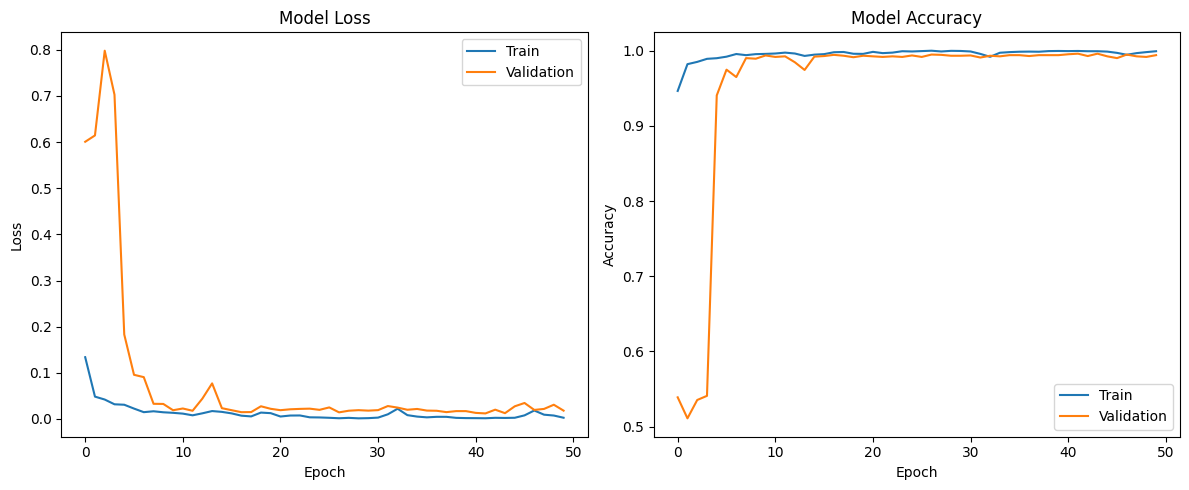 Model Loss
Loss
0.8
0.7
0.6
0.5
0.4
0.3
0.2
0.1
0.0
Train
Validation
0 10 20 30 40 50
Epoch
Model Accuracy
Accuracy
1.0
0.9
0.8
0.7
0.6
0.5
Train
Validation
0 10 20 30 40 50
Epoch